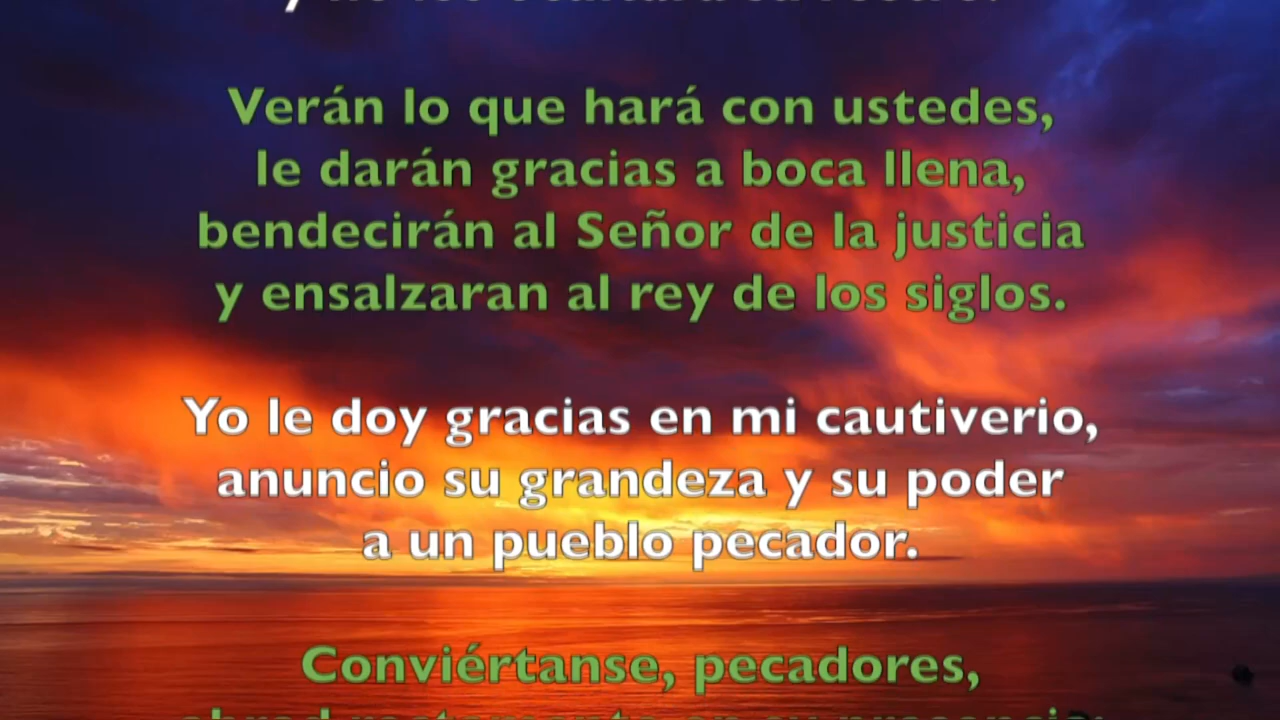 Verán lo que hará con ustedes,
le darán gracias a boca llena,
bendecirán al Señor de la justicia
y ensalzaran al rey de los siglos.
Yo le doy gracias en mi cautiverio,
anuncio su grandeza y su poder
a un pueblo pecador.
Conviértanse, pecadores,